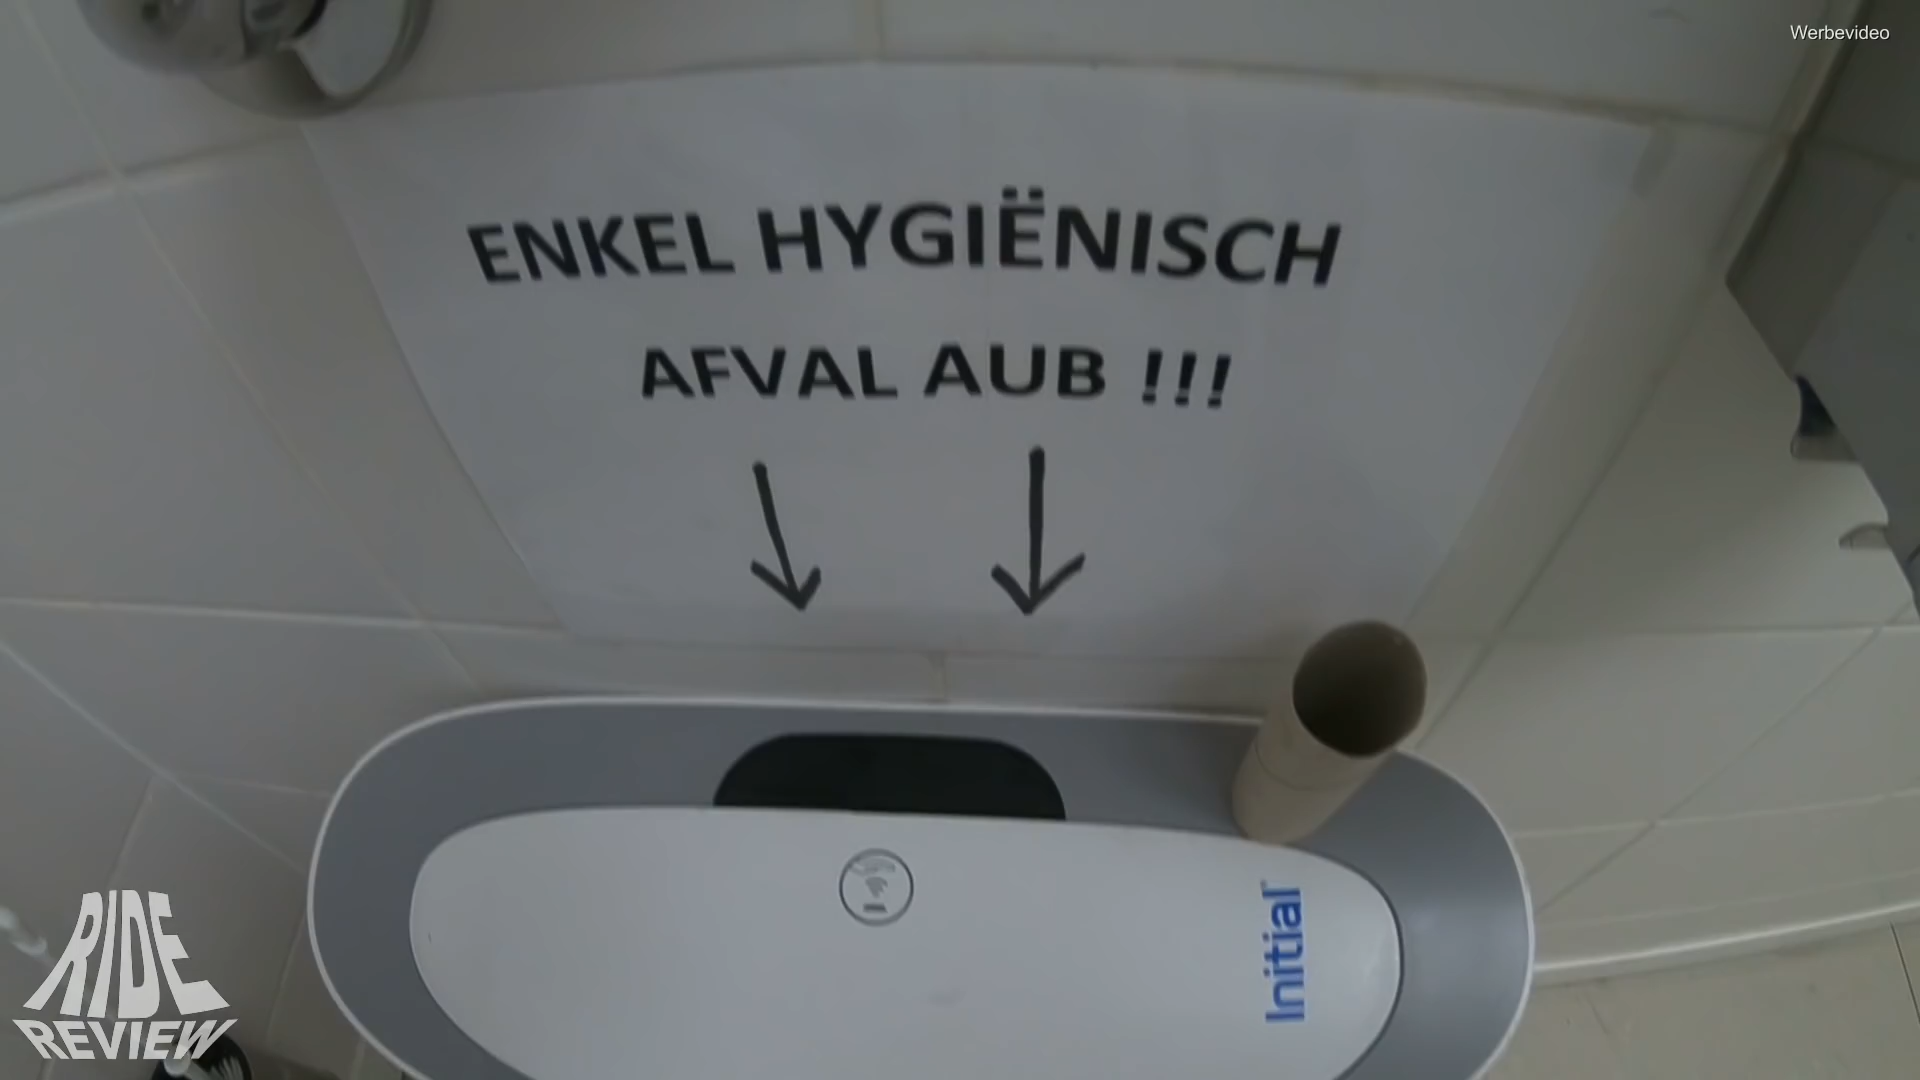 Werbevideo
ENKEL HYGIËNISCH
AFVAL AUB !!!
Initial
RIDE
REVIEW